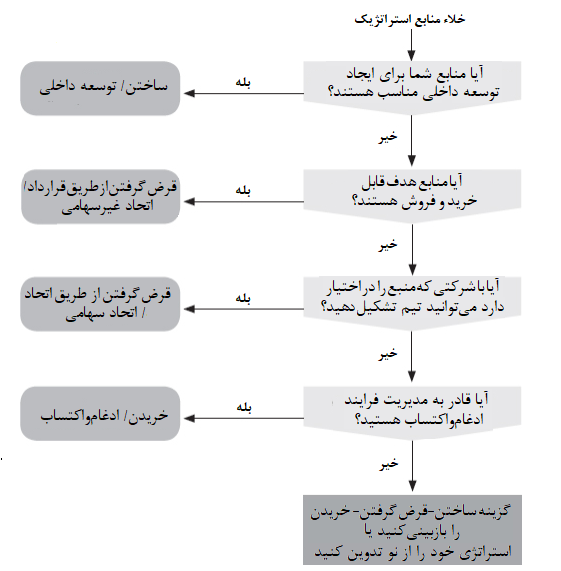 خلاء منابع استراتژیک
آیا منابع شما برای ایجاد
توسعه داخلی مناسب هستند؟
بله
ساختن/ توسعه داخلی
خیر
آیامنابع هدف قابل
خرید و فروش هستند؟
بله
قرض گرفتن از طریق قرارداد/
اتحاد غیرسهامی
خیر
آیاباشرکتی که منبع را دراختیار
دارد می‌توانید تیم تشکیل دهید؟
بله
قرض گرفتن از طریق اتحاد
/ اتحاد سهامی
خیر
آیا قادر به مدیریت فرایند
ادغام‌واکتساب هستید؟
بله
خریدن/ ادغام‌واکتساب
خیر
گزینه ساختن-قرض گرفتن-خریدن
را بازبینی‌کنید یا
استراتژی خود را از نو تدوین کنید